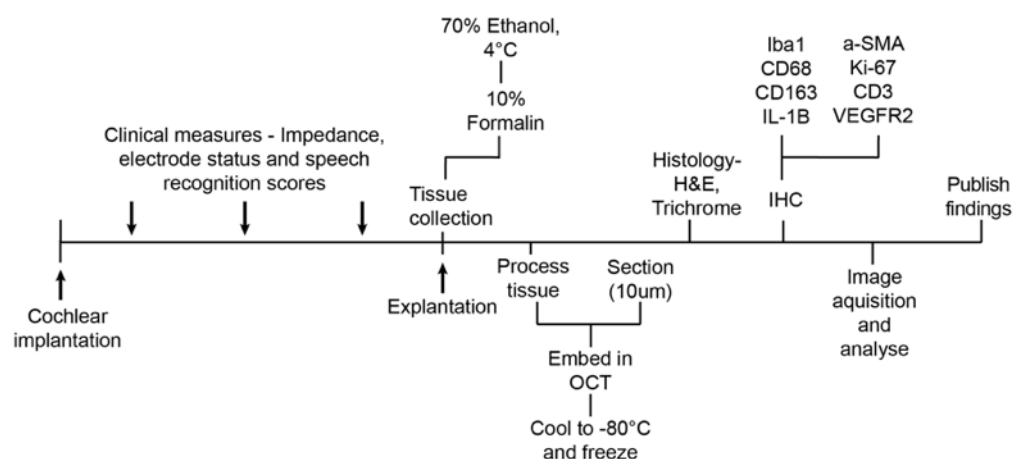 70% Ethanol,
4°C
10%
Formalin
Iba1
CD68
CD163
IL-1B
a-SMA
Ki-67
CD3
VEGFR2
Clinical measures - Impedance,
electrode status and speech
recognition scores
Tissue
collection
Histology-
H&E,
Trichrome
IHC
Publish
findings
Cochlear
implantation
Explantation
Process
tissue
Section
(10um)
Embed in
OCT
Cool to -80°C
and freeze
Image
aquisition
and
analyse